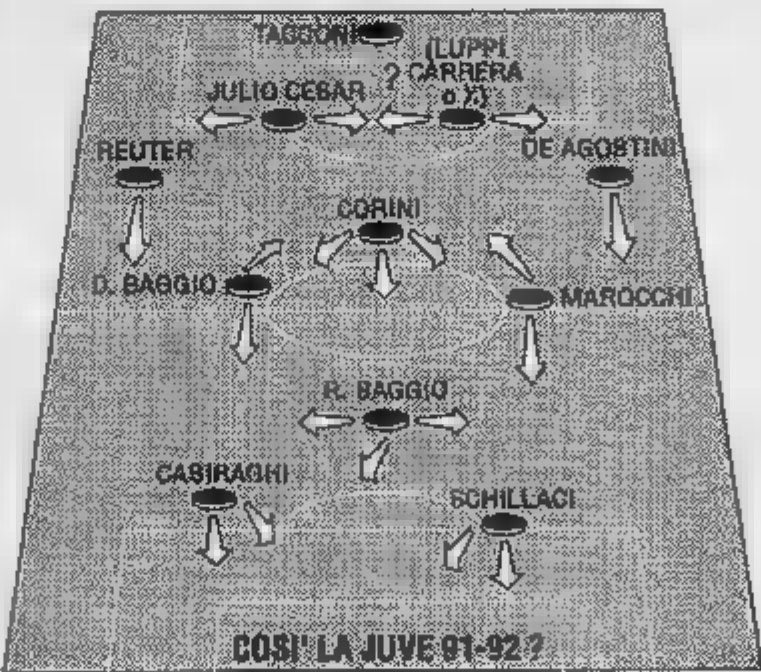 TACCONI
(LUPPI,
? CARRERA
o X)
JULIO CESAR
REUTER
DE AGOSTINI
CORINI
D. BAGGIO
MAROCCHI
R. BAGGIO
CASIRAGHI
SCHILLACI
COSI' LA JUVE 91-92?